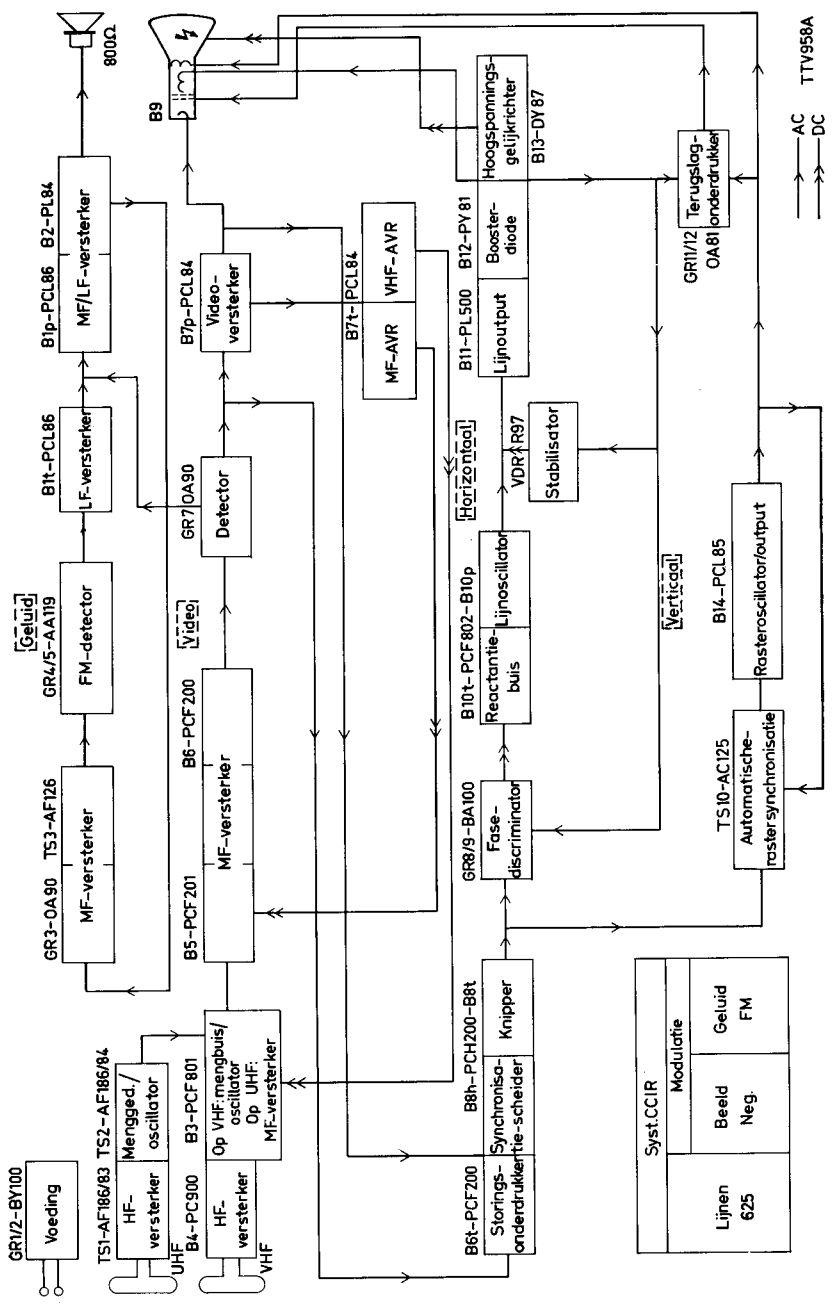 GR1/2-BY100
Voeding
TS1-AF186/83
TS2-AF186/84
HF-
versterker
Mengged./
oscillator
UHF
B4-PC900
B3-PCF801
HF-
versterker
Op VHF:mengbuis/
oscillator
Op UHF:
MF-versterker
VHF
Geluid
GR3-OA90
TS3-AF126
MF-versterker
GR4/5-AA119
FM-detector
B1t-PCL86
LF-versterker
B1p-PCL86
B2-PL84
MF/LF-versterker
800Ω
Video
B5-PCF201
B6-PCF200
MF-versterker
GR7 OA90
Detector
B7p-PCL84
Video-
versterker
B9
B7t-PCL84
MF-AVR
VHF-AVR
Horizontaal
B6t-PCF200
B8h-PCH200-B8t
Storings-
onderdrukker
Synchronisa-
tie-scheider
Knipper
GR8/9-BA100
Fase-
discriminator
B10t-PCF802-B10p
Reactantie-
buis
Lijnoscillator
VDR R97
Stabilisator
B11-PL500
Lijnoutput
B12-PY81
Booster-
diode
Hoogspannings-
gelijkrichter
B13-DY87
Verticaal
TS10-AC125
Automatische-
rastersynchronisatie
B14-PCL85
Rasteroscillator/output
GR11/12
OA81
Terugslag-
onderdrukker
Syst.CCIR
Lijnen
625
Modulatie
Beeld
Neg.
Geluid
FM
AC
DC
TTV958A